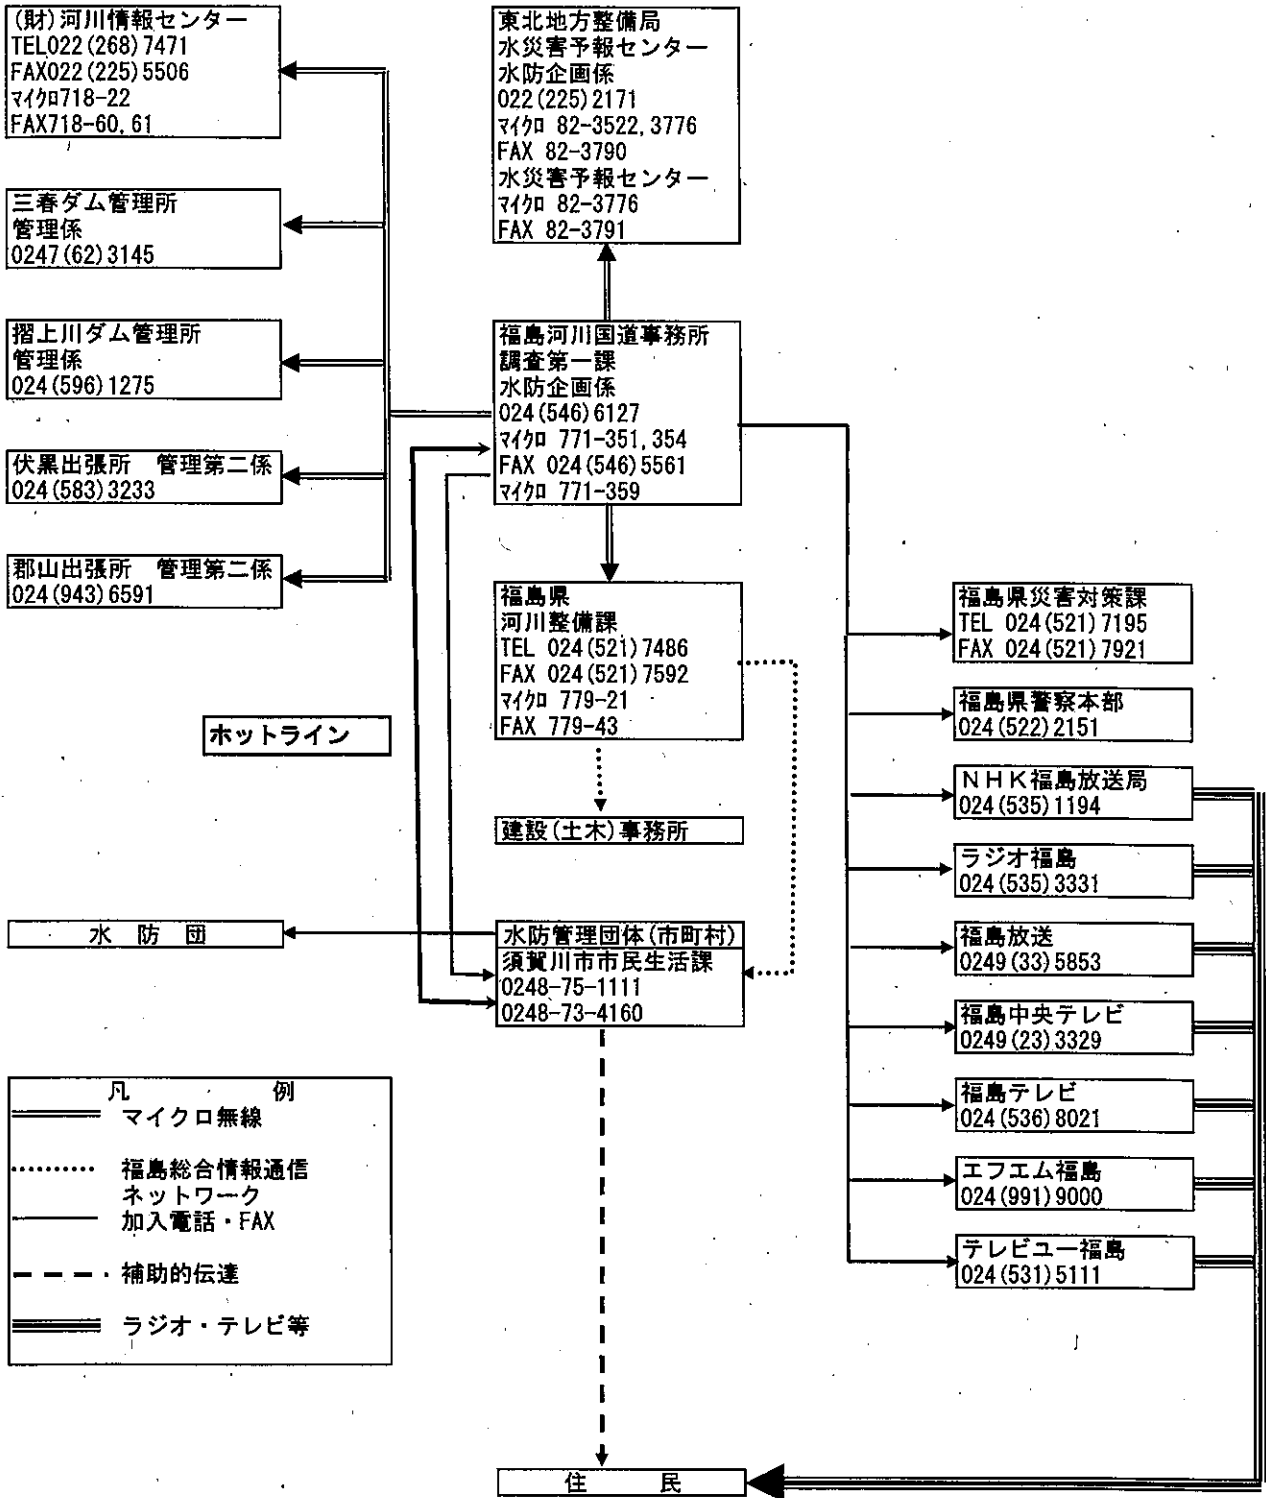 (財)河川情報センター
TEL022(268)7471
FAX022(225)5506
マイクロ718-22
FAX718-60,61
三春ダム管理所
管理係
0247(62)3145
摺上川ダム管理所
管理係
024(596)1275
伏黒出張所 管理第二係
024(583)3233
郡山出張所 管理第二係
024(943)6591
東北地方整備局
水災害予報センター
水防企画係
022(225)2171
マイクロ 82-3522,3776
FAX 82-3790
水災害予報センター
マイクロ 82-3776
FAX 82-3791
福島河川国道事務所
調査第一課
水防企画係
024(546)6127
マイクロ 771-351,354
FAX 024(546)5561
マイクロ 771-359
福島県
河川整備課
TEL 024(521)7486
FAX 024(521)7592
マイクロ 779-21
FAX 779-43
ホットライン
建設(土木)事務所
水防団
水防管理団体(市町村)
須賀川市市民生活課
0248-75-1111
0248-73-4160
福島県災害対策課
TEL 024(521)7195
FAX 024(521)7921
福島県警察本部
024(522)2151
NHK福島放送局
024(535)1194
ラジオ福島
024(535)3331
福島放送
0249(33)5853
福島中央テレビ
0249(23)3329
福島テレビ
024(536)8021
エフエム福島
024(991)9000
テレビユー福島
024(531)5111
凡例
マイクロ無線
福島総合情報通信
ネットワーク
加入電話・FAX
補助的伝達
ラジオ・テレビ等
住民